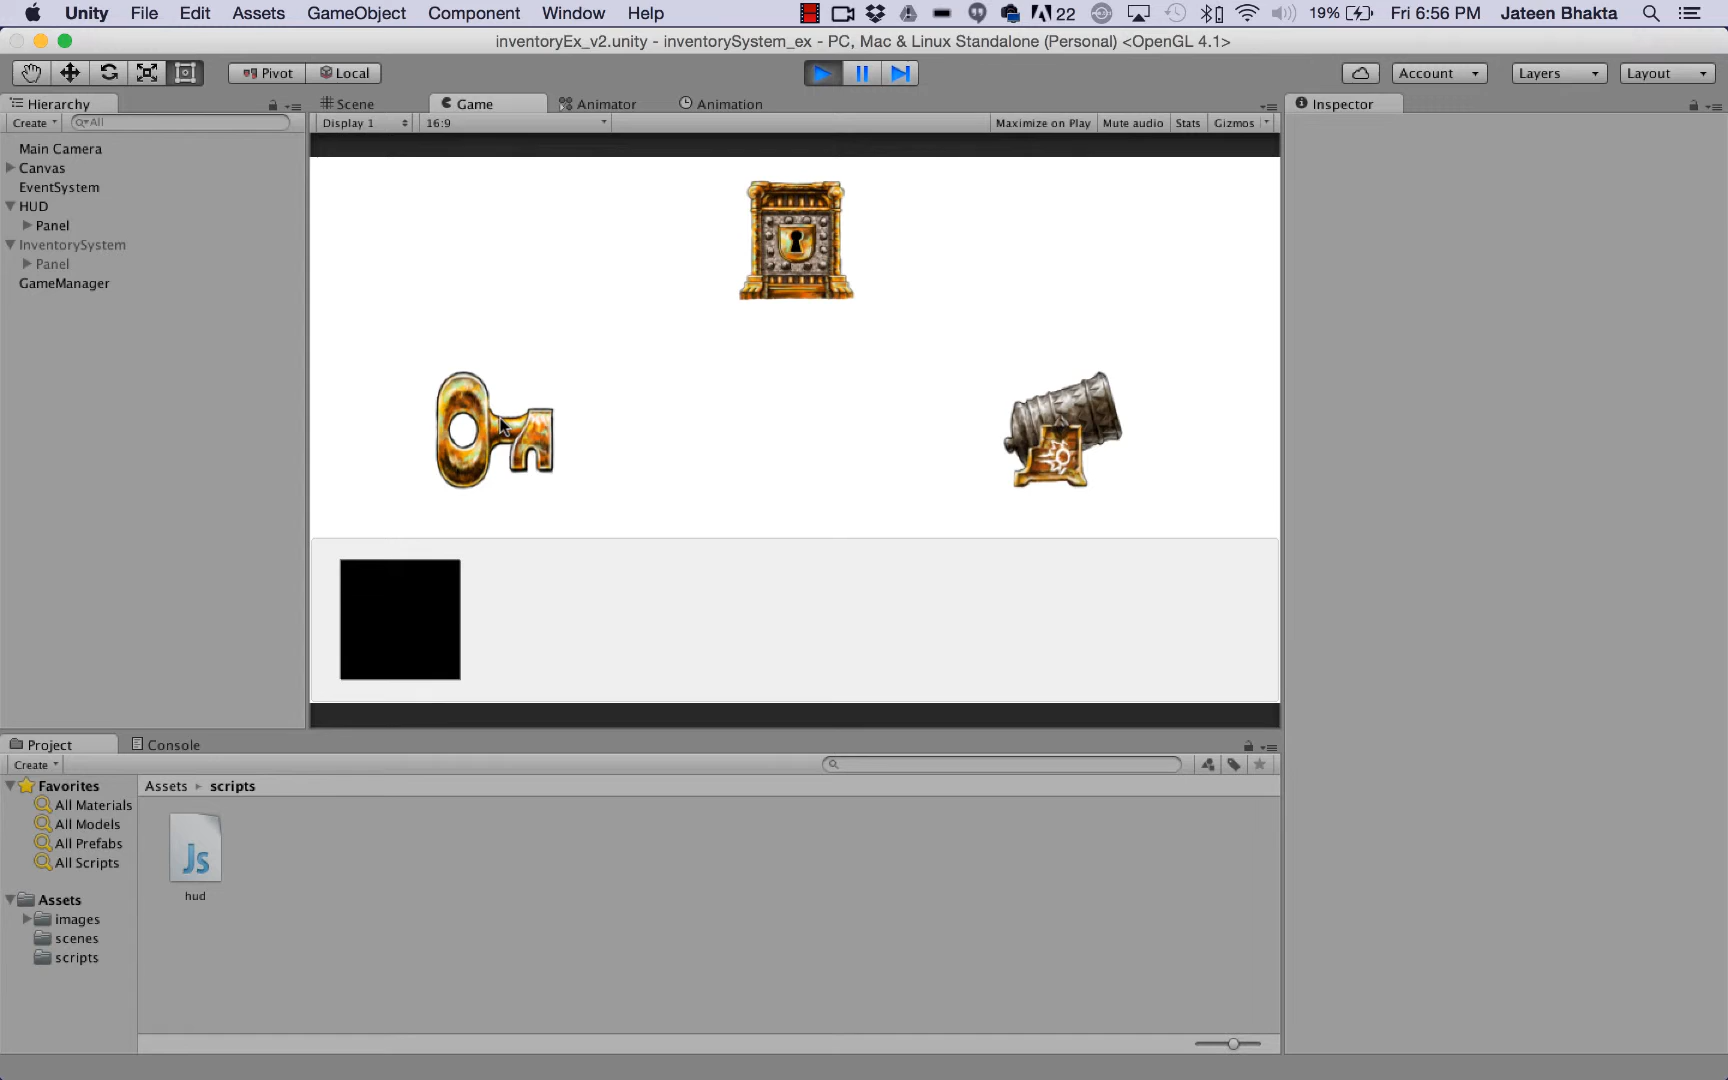 Unity File Edit Assets GameObject Component Window Help 22 19% Fri 6:56 PM Jateen Bhakta
inventoryEx_v2.unity - inventorySystem_ex - PC, Mac & Linux Standalone (Personal) <OpenGL 4.1>
Pivot Local Account Layers Layout
Hierarchy Scene Game Animator Animation Inspector
Create All Display 1 16:9 Maximize on Play Mute audio Stats Gizmos
Main Camera
Canvas
EventSystem
HUD
Panel
InventorySystem
Panel
GameManager
Project Console
Create
Favorites Assets scripts
All Materials
All Models
All Prefabs
All Scripts
Js
hud
Assets
images
scenes
scripts